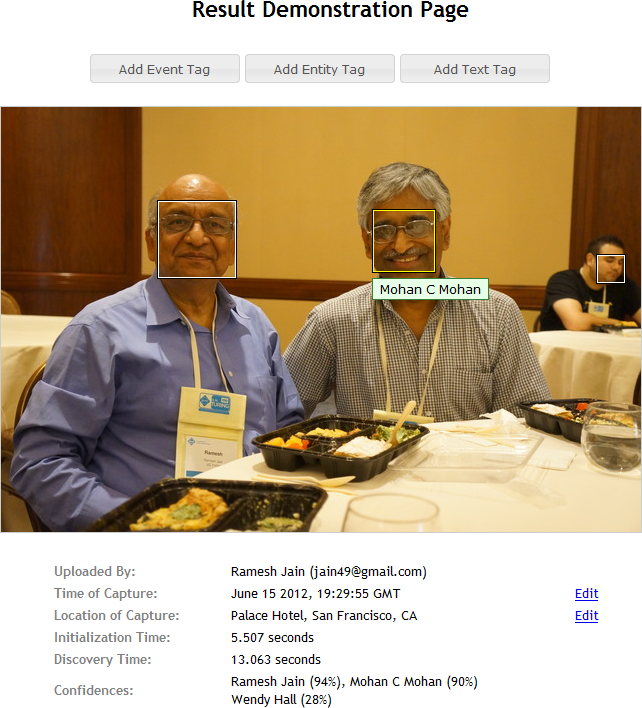 Result Demonstration Page
Add Event Tag
Add Entity Tag
Add Text Tag
Mohan C Mohan
TURING
Ramesh
Uploaded By: Ramesh Jain (jain49@gmail.com)
Time of Capture: June 15 2012, 19:29:55 GMT Edit
Location of Capture: Palace Hotel, San Francisco, CA Edit
Initialization Time: 5.507 seconds
Discovery Time: 13.063 seconds
Confidences: Ramesh Jain (94%), Mohan C Mohan (90%)
Wendy Hall (28%)